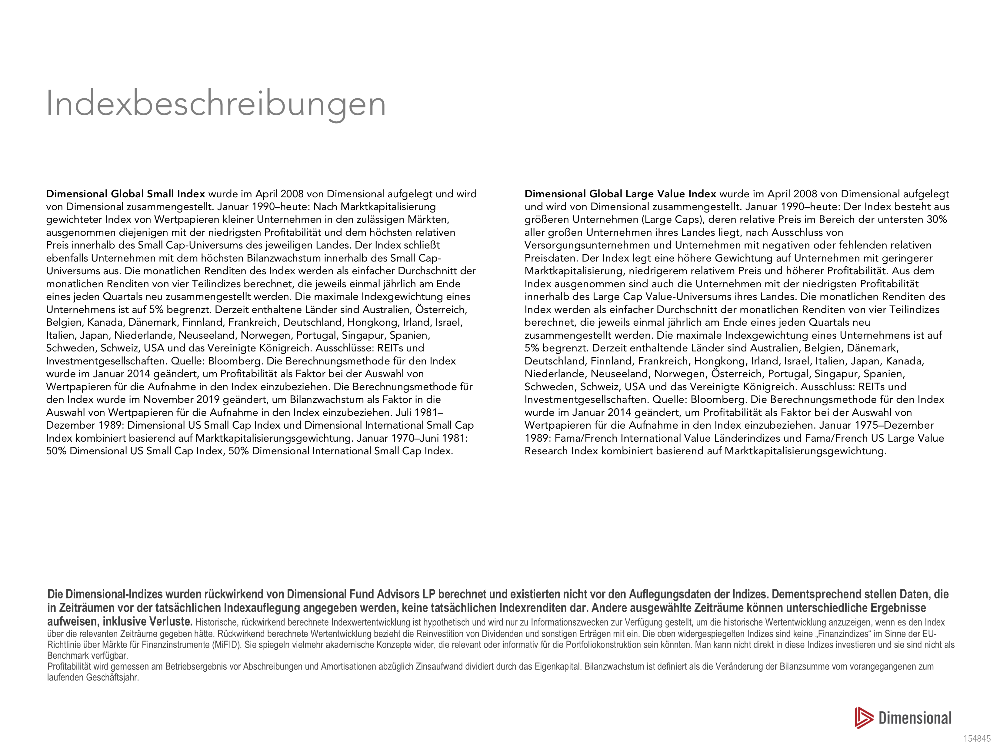 Indexbeschreibungen
Dimensional Global Small Index wurde im April 2008 von Dimensional aufgelegt und wird
von Dimensional zusammengestellt. Januar 1990–heute: Nach Marktkapitalisierung
gewichteter Index von Wertpapieren kleiner Unternehmen in den zulässigen Märkten,
ausgenommen diejenigen mit der niedrigsten Profitabilität und dem höchsten relativen
Preis innerhalb des Small Cap-Universums des jeweiligen Landes. Der Index schließt
ebenfalls Unternehmen mit dem höchsten Bilanzwachstum innerhalb des Small Cap-
Universums aus. Die monatlichen Renditen des Index werden als einfacher Durchschnitt der
monatlichen Renditen von vier Teilindizes berechnet, die jeweils einmal jährlich am Ende
eines jeden Quartals neu zusammengestellt werden. Die maximale Indexgewichtung eines
Unternehmens ist auf 5% begrenzt. Derzeit enthaltene Länder sind Australien, Österreich,
Belgien, Kanada, Dänemark, Finnland, Frankreich, Deutschland, Hongkong, Irland, Israel,
Italien, Japan, Niederlande, Neuseeland, Norwegen, Portugal, Singapur, Spanien,
Schweden, Schweiz, USA und das Vereinigte Königreich. Ausschlüsse: REITs und
Investmentgesellschaften. Quelle: Bloomberg. Die Berechnungsmethode für den Index
wurde im Januar 2014 geändert, um Profitabilität als Faktor bei der Auswahl von
Wertpapieren für die Aufnahme in den Index einzubeziehen. Die Berechnungsmethode für
den Index wurde im November 2019 geändert, um Bilanzwachstum als Faktor in die
Auswahl von Wertpapieren für die Aufnahme in den Index einzubeziehen. Juli 1981–
Dezember 1989: Dimensional US Small Cap Index und Dimensional International Small Cap
Index kombiniert basierend auf Marktkapitalisierungsgewichtung. Januar 1970–Juni 1981:
50% Dimensional US Small Cap Index, 50% Dimensional International Small Cap Index.
Dimensional Global Large Value Index wurde im April 2008 von Dimensional aufgelegt
und wird von Dimensional zusammengestellt. Januar 1990–heute: Der Index besteht aus
größeren Unternehmen (Large Caps), deren relative Preis im Bereich der untersten 30%
aller großen Unternehmen ihres Landes liegt, nach Ausschluss von
Versorgungsunternehmen und Unternehmen mit negativen oder fehlenden relativen
Preisdaten. Der Index legt eine höhere Gewichtung auf Unternehmen mit geringerer
Marktkapitalisierung, niedrigerem relativem Preis und höherer Profitabilität. Aus dem
Index ausgenommen sind auch die Unternehmen mit der niedrigsten Profitabilität
innerhalb des Large Cap Value-Universums ihres Landes. Die monatlichen Renditen des
Index werden als einfacher Durchschnitt der monatlichen Renditen von vier Teilindizes
berechnet, die jeweils einmal jährlich am Ende eines jeden Quartals neu
zusammengestellt werden. Die maximale Indexgewichtung eines Unternehmens ist auf
5% begrenzt. Derzeit enthaltende Länder sind Australien, Belgien, Dänemark,
Deutschland, Finnland, Frankreich, Hongkong, Irland, Israel, Italien, Japan, Kanada,
Niederlande, Neuseeland, Norwegen, Österreich, Portugal, Singapur, Spanien,
Schweden, Schweiz, USA und das Vereinigte Königreich. Ausschluss: REITs und
Investmentgesellschaften. Quelle: Bloomberg. Die Berechnungsmethode für den Index
wurde im Januar 2014 geändert, um Profitabilität als Faktor bei der Auswahl von
Wertpapieren für die Aufnahme in den Index einzubeziehen. Januar 1975–Dezember
1989: Fama/French International Value Länderindizes und Fama/French US Large Value
Research Index kombiniert basierend auf Marktkapitalisierungsgewichtung.
Die Dimensional-Indizes wurden rückwirkend von Dimensional Fund Advisors LP berechnet und existierten nicht vor den Auflegungsdaten der Indizes. Dementsprechend stellen Daten, die
in Zeiträumen vor der tatsächlichen Indexauflegung angegeben werden, keine tatsächlichen Indexrenditen dar. Andere ausgewählte Zeiträume können unterschiedliche Ergebnisse
aufweisen, inklusive Verluste. Historische, rückwirkend berechnete Indexwertentwicklung ist hypothetisch und wird nur zu Informationszwecken zur Verfügung gestellt, um die historische Wertentwicklung anzuzeigen, wenn es den Index
über die relevanten Zeiträume gegeben hätte. Rückwirkend berechnete Wertentwicklung bezieht die Reinvestition von Dividenden und sonstigen Erträgen mit ein. Die oben widergespiegelten Indizes sind keine „Finanzindizes“ im Sinne der EU-
Richtlinie über Märkte für Finanzinstrumente (MiFID). Sie spiegeln vielmehr akademische Konzepte wider, die relevant oder informativ für die Portfoliokonstruktion sein könnten. Man kann nicht direkt in diese Indizes investieren und sie sind nicht als
Benchmark verfügbar.
Profitabilität wird gemessen am Betriebsergebnis vor Abschreibungen und Amortisationen abzüglich Zinsaufwand dividiert durch das Eigenkapital. Bilanzwachstum ist definiert als die Veränderung der Bilanzsumme vom vorangegangenen zum
laufenden Geschäftsjahr.
Dimensional
154845